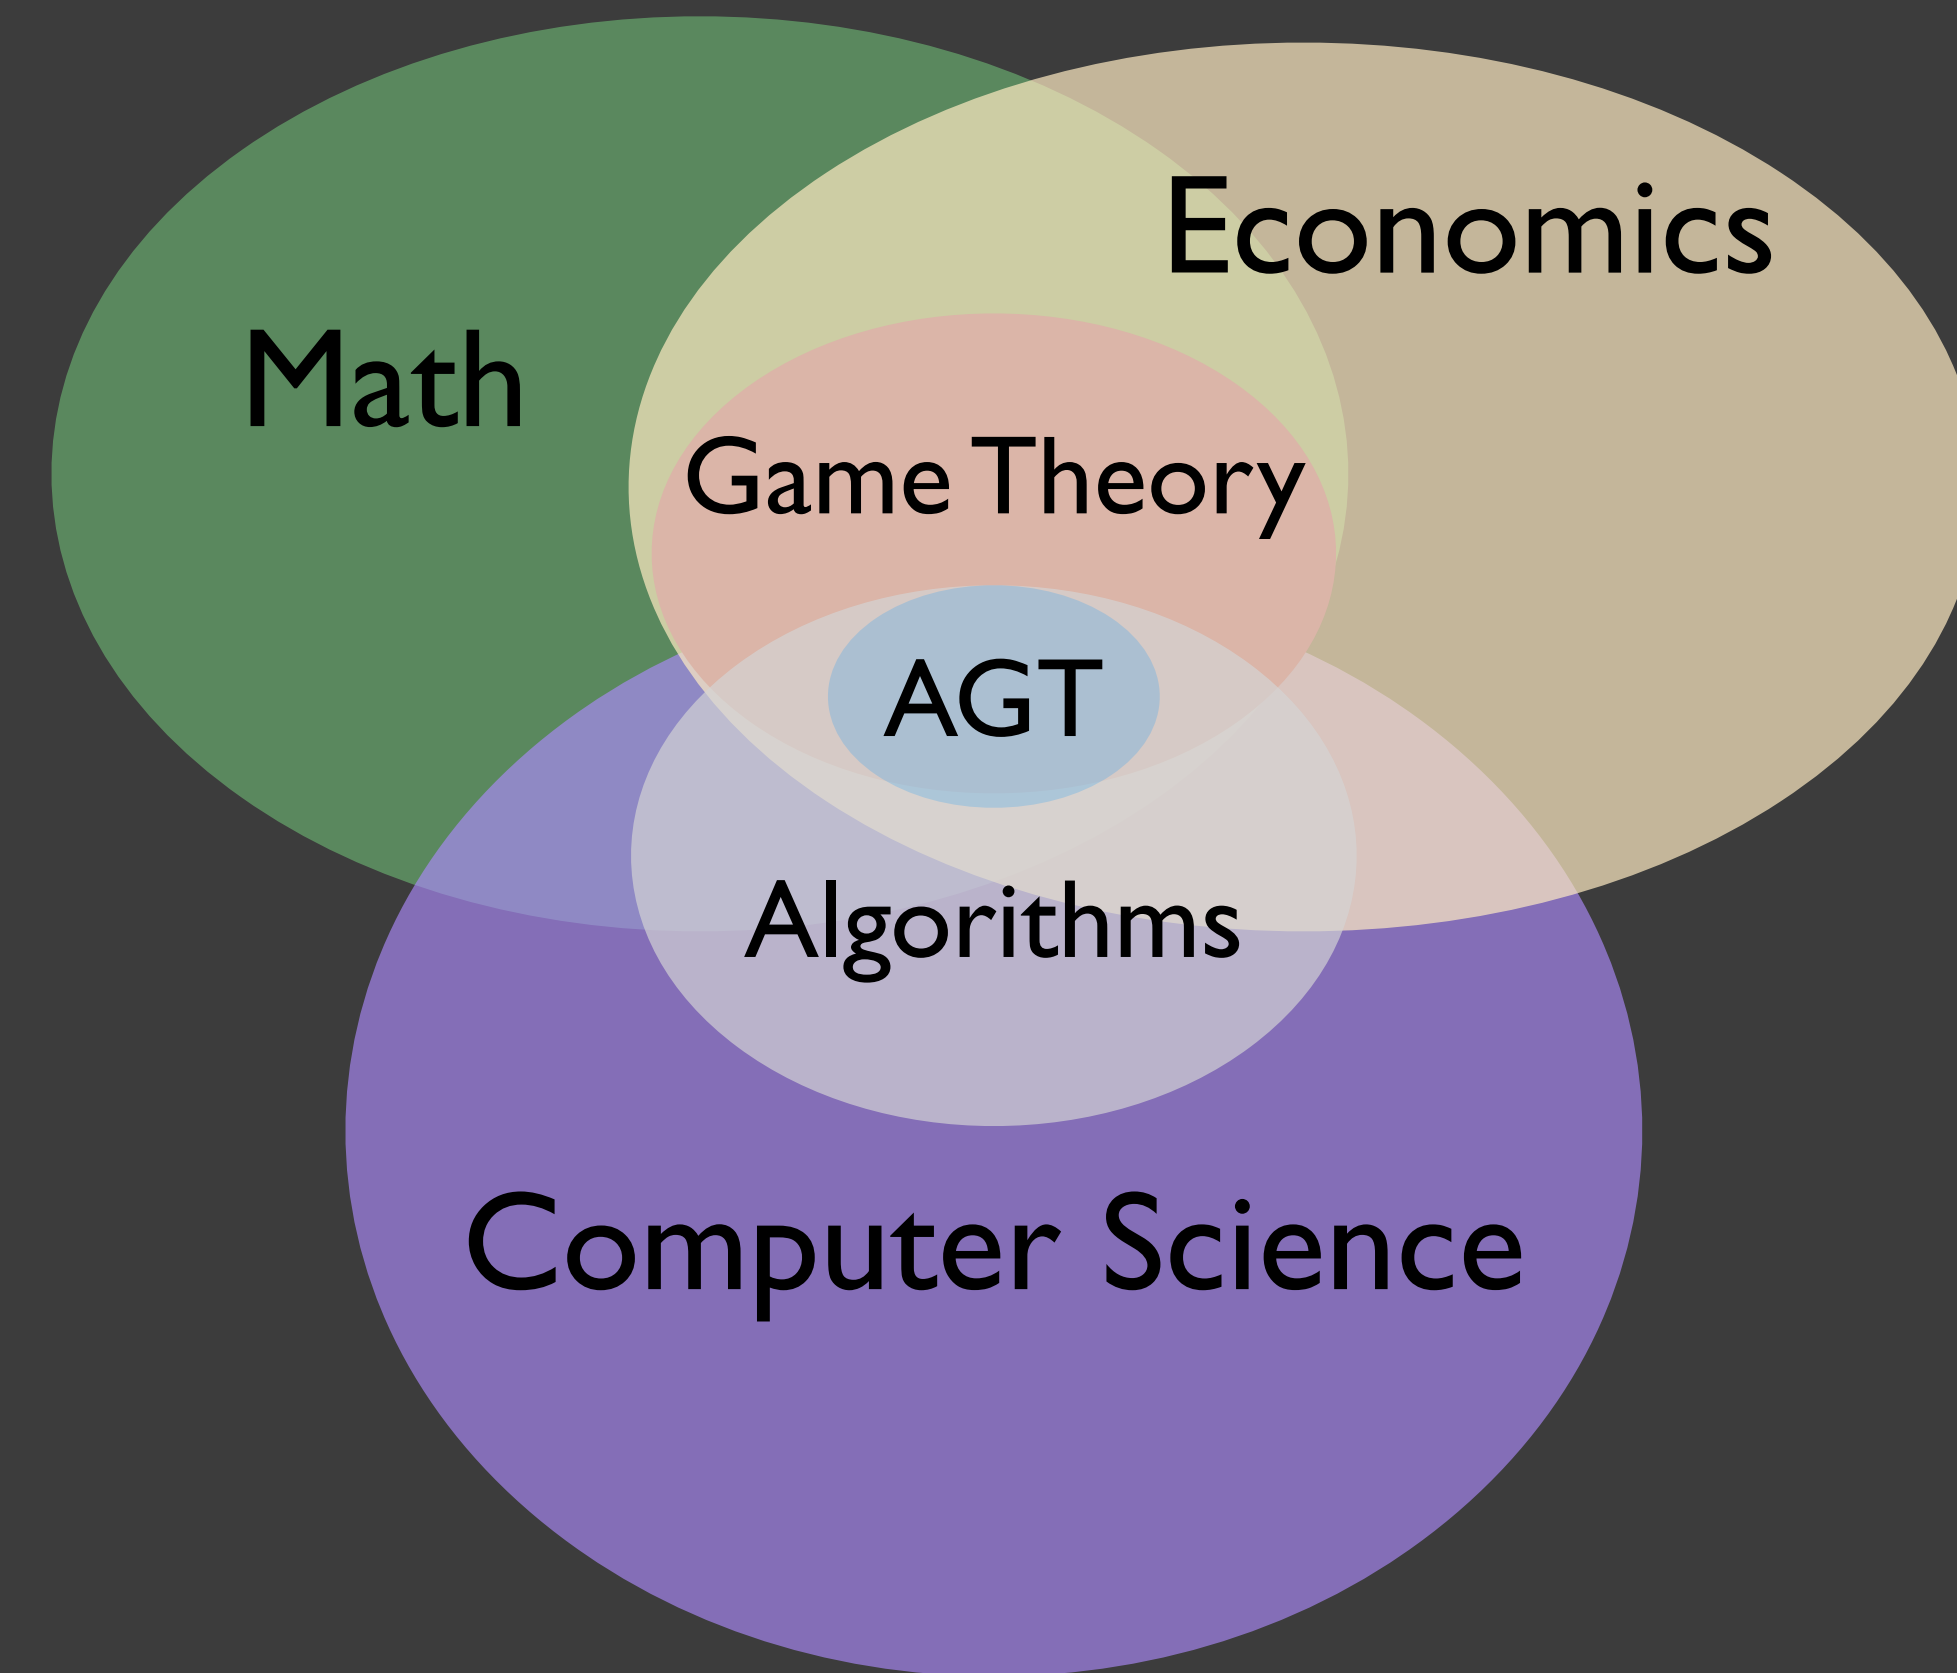 Economics
Math
Game Theory
AGT
Algorithms
Computer Science